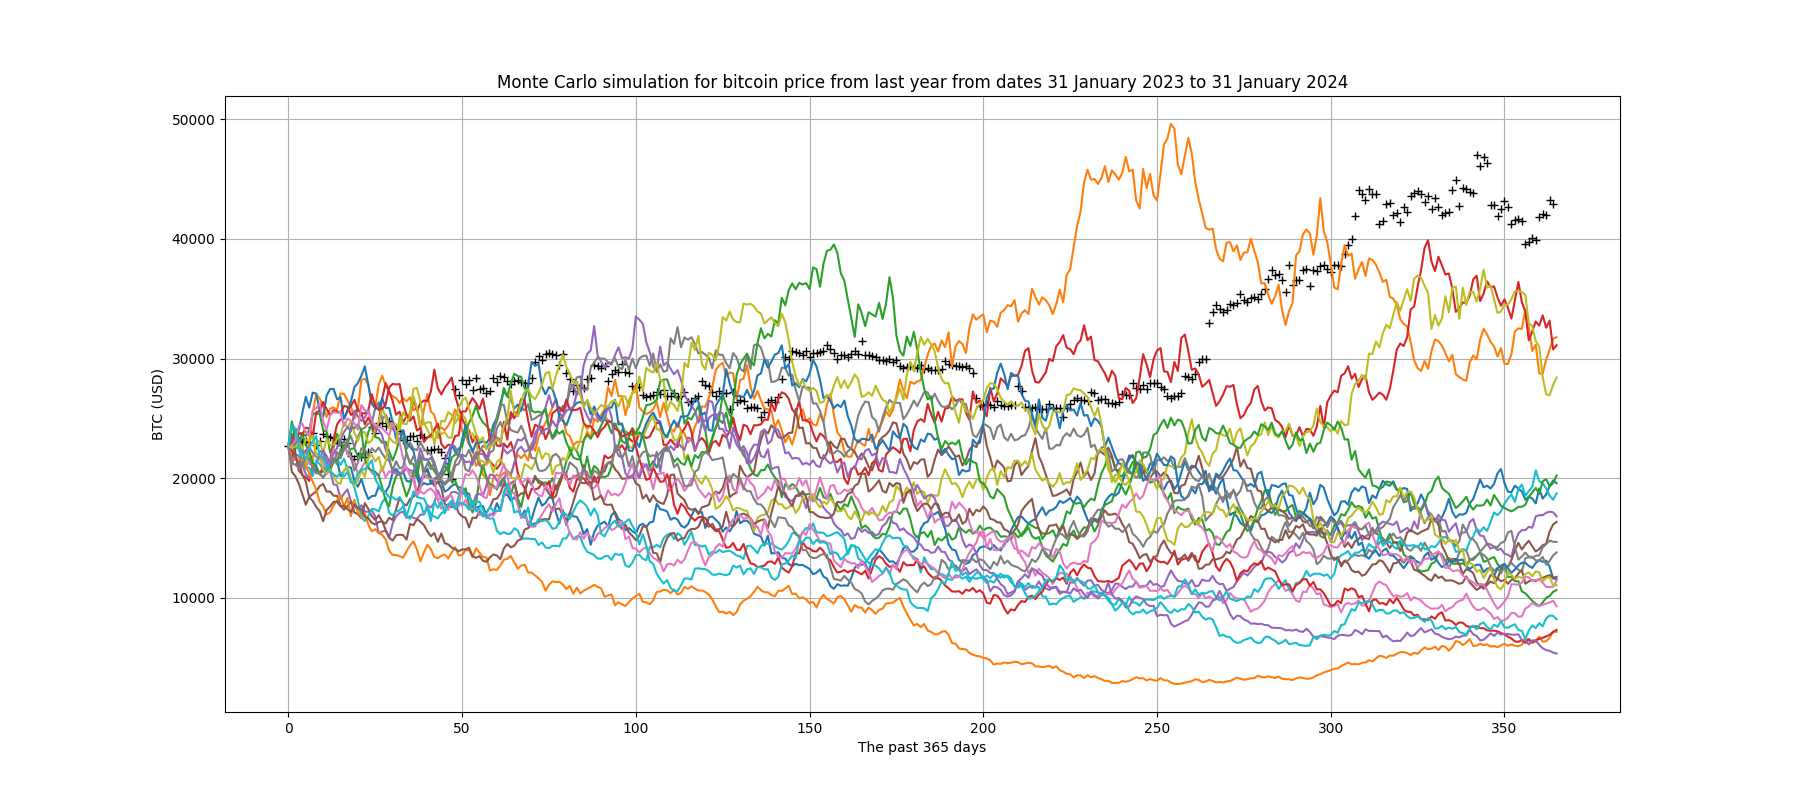 Monte Carlo simulation for bitcoin price from last year from dates 31 January 2023 to 31 January 2024
50000
40000
30000
20000
10000
BTC (USD)
0 50 100 150 200 250 300 350
The past 365 days